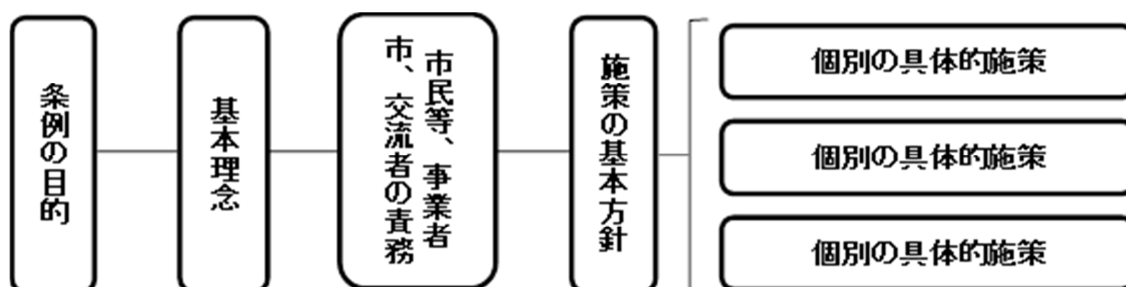 条例の目的
基本理念
市民等、事業者
市、交流者の責務
施策の基本方針
個別の具体的施策
個別の具体的施策
個別の具体的施策